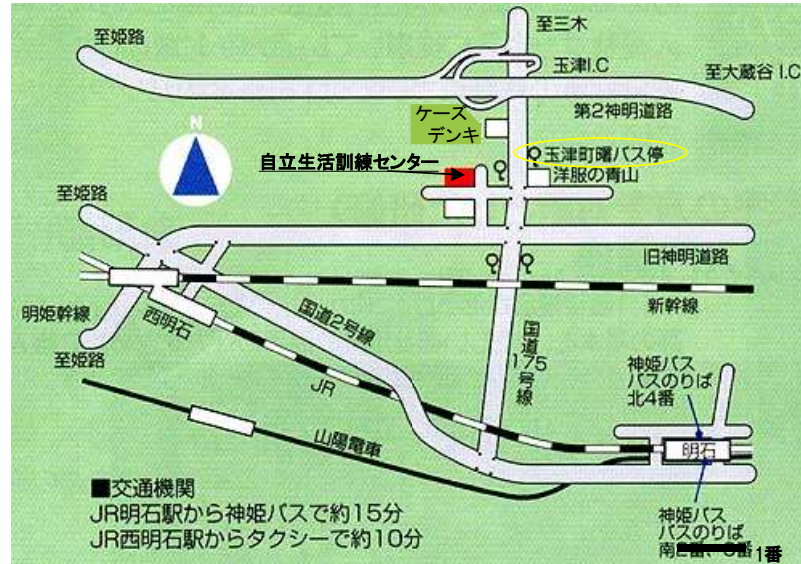 至三木
至姫路
玉津I.C
至大蔵谷 I.C
第2神明道路
ケーズ
デンキ
N
玉津町曙バス停
自立生活訓練センター
洋服の青山
至姫路
旧神明道路
新幹線
明姫幹線
西明石
国道2号線
国道175号線
至姫路
JR
神姫バス
バスのりば
北4番
山陽電車
明石
■交通機関
JR明石駅から神姫バスで約15分
JR西明石駅からタクシーで約10分
神姫バス
バスのりば
南 1番